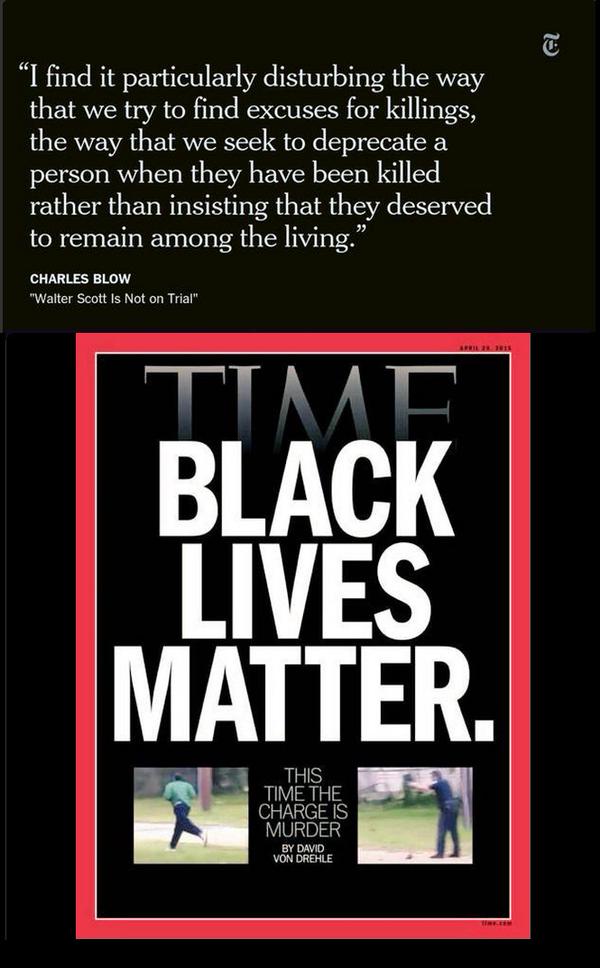 T
“I find it particularly disturbing the way
that we try to find excuses for killings,
the way that we seek to deprecate a
person when they have been killed
rather than insisting that they deserved
to remain among the living.”
CHARLES BLOW
"Walter Scott Is Not on Trial"
APRIL 20, 2015
TIME
BLACK
LIVES
MATTER.
THIS
TIME THE
CHARGE IS
MURDER
BY DAVID
VON DREHLE
time.com